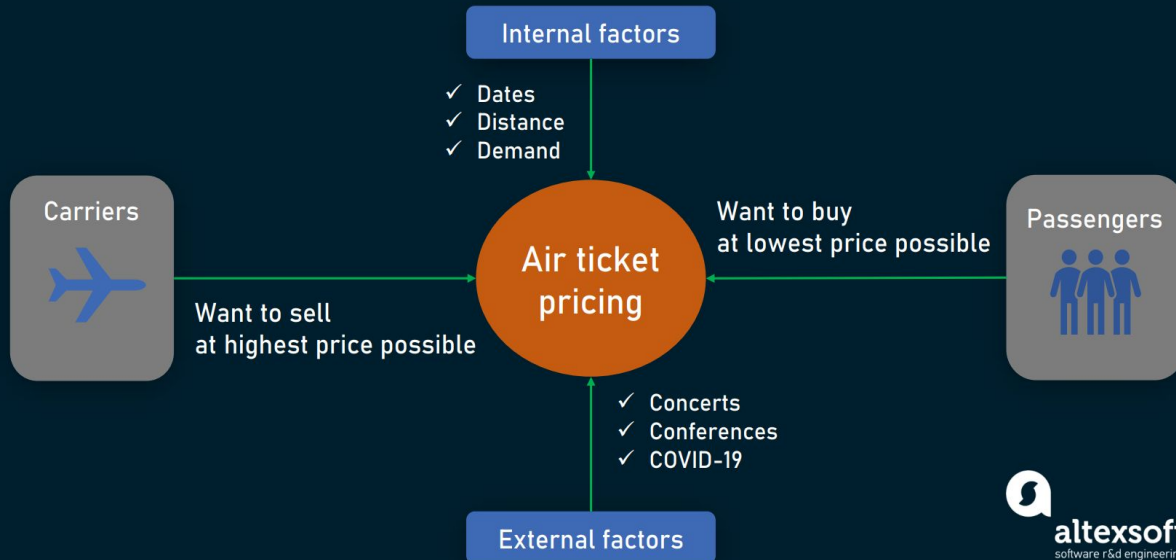 Internal factors
✓ Dates
✓ Distance
✓ Demand
Carriers
Want to sell
at highest price possible
Air ticket
pricing
Want to buy
at lowest price possible
Passengers
✓ Concerts
✓ Conferences
✓ COVID-19
External factors
altexsoft
software r&d engineering